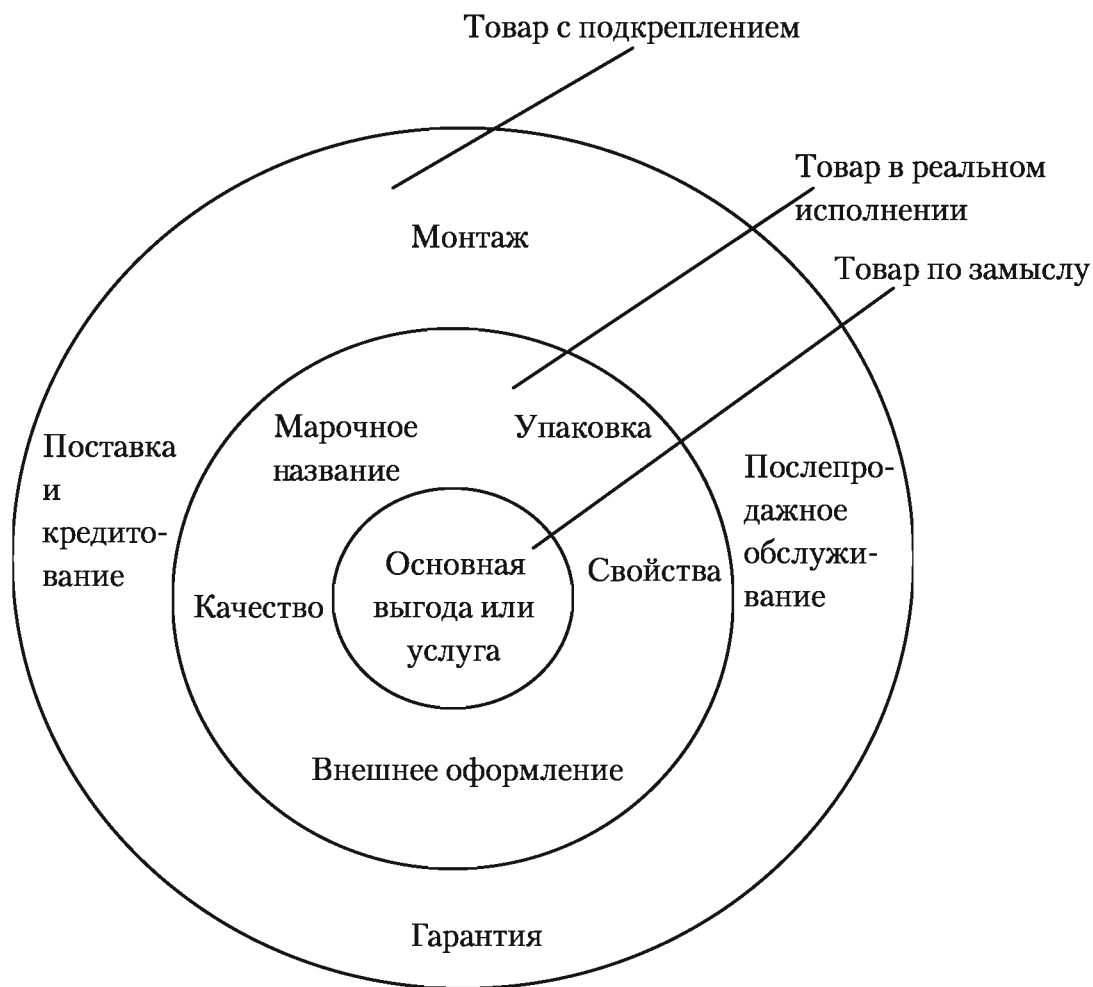 Товар с подкреплением
Товар в реальном
исполнении
Монтаж
Товар по замыслу
Марочное
название
Упаковка
Поставка
и
кредито-
вание
Послепро-
дажное
обслужи-
вание
Основная
выгода или
услуга
Свойства
Качество
Внешнее оформление
Гарантия